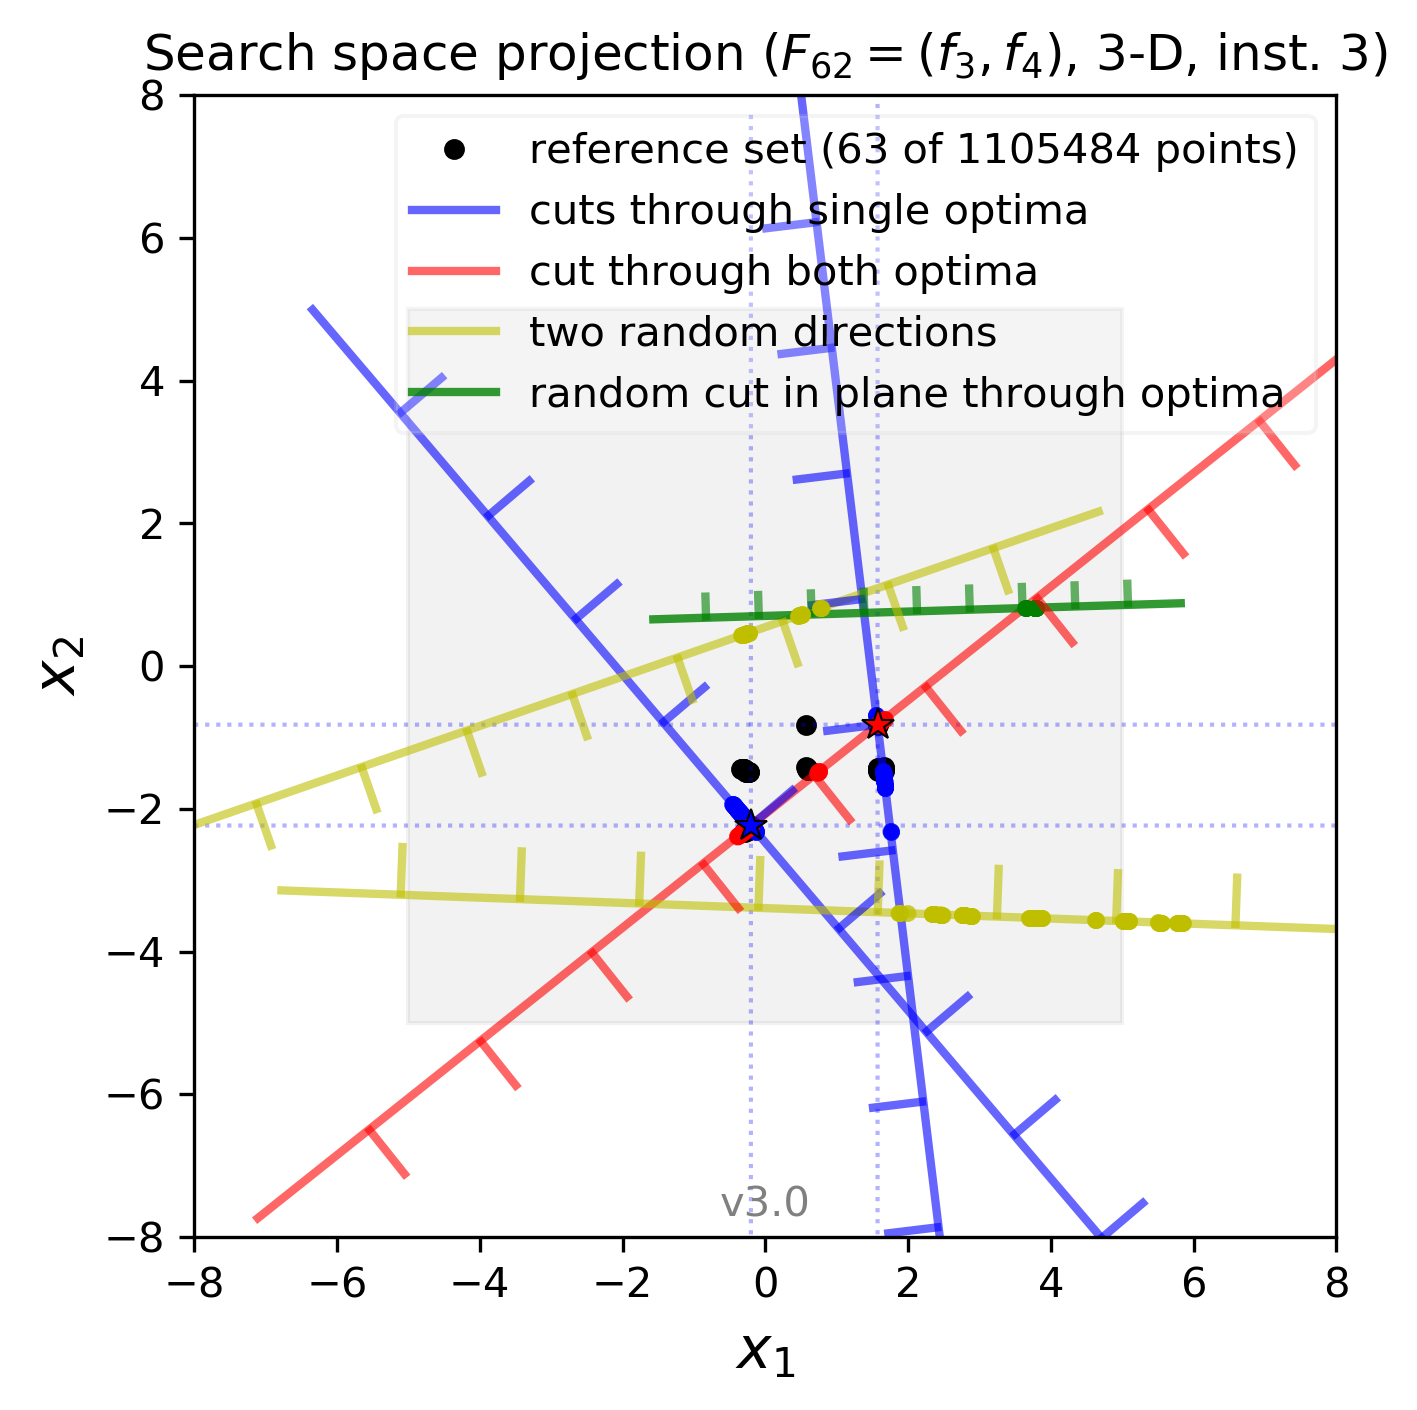 Search space projection (F62 = (f3, f4), 3-D, inst. 3)
reference set (63 of 1105484 points)
cuts through single optima
cut through both optima
two random directions
random cut in plane through optima
8
6
4
2
0
−2
−4
−6
−8
x2
v3.0
−8 −6 −4 −2 0 2 4 6 8
x1